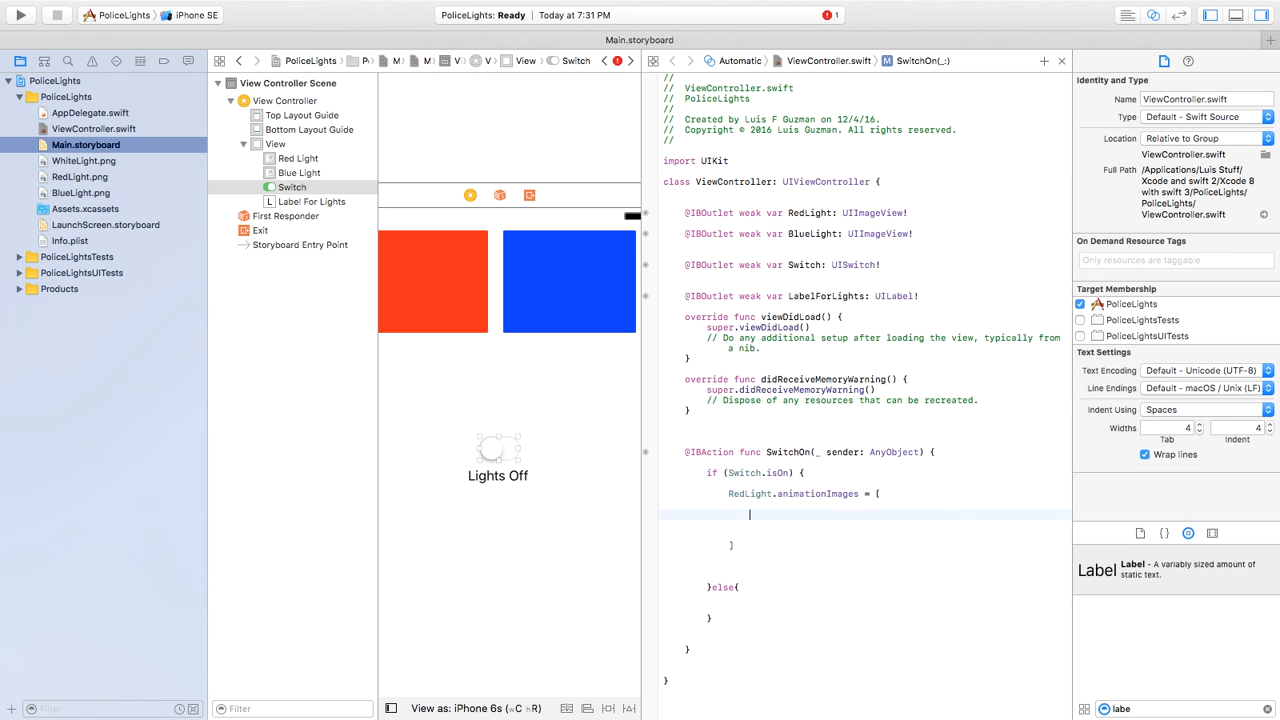 PoliceLights
iPhone SE
PoliceLights: Ready
Today at 7:31 PM
1
Main.storyboard
PoliceLights
PoliceLights
AppDelegate.swift
ViewController.swift
Main.storyboard
WhiteLight.png
RedLight.png
BlueLight.png
Assets.xcassets
LaunchScreen.storyboard
Info.plist
PoliceLightsTests
PoliceLightsUITests
Products
Filter
PoliceLights
P
M
M
V
V
View
Switch
View Controller Scene
View Controller
Top Layout Guide
Bottom Layout Guide
View
Red Light
Blue Light
Switch
L Label For Lights
First Responder
Exit
Storyboard Entry Point
Filter
Lights Off
View as: iPhone 6s (wC hR)
Automatic
ViewController.swift
SwitchOn(_:)
//
// ViewController.swift
// PoliceLights
//
// Created by Luis F Guzman on 12/4/16.
// Copyright © 2016 Luis Guzman. All rights reserved.
//
import UIKit
class ViewController: UIViewController {
@IBOutlet weak var RedLight: UIImageView!
@IBOutlet weak var BlueLight: UIImageView!
@IBOutlet weak var Switch: UISwitch!
@IBOutlet weak var LabelForLights: UILabel!
override func viewDidLoad() {
super.viewDidLoad()
// Do any additional setup after loading the view, typically from
a nib.
}
override func didReceiveMemoryWarning() {
super.didReceiveMemoryWarning()
// Dispose of any resources that can be recreated.
}
@IBAction func SwitchOn(_ sender: AnyObject) {
if (Switch.isOn) {
RedLight.animationImages = [
]
}else{
}
}
}
Identity and Type
Name ViewController.swift
Type Default - Swift Source
Location Relative to Group
ViewController.swift
Full Path /Applications/Luis Stuff/
Xcode and swift 2/Xcode 8
with swift 3/PoliceLights/
PoliceLights/
ViewController.swift
On Demand Resource Tags
Only resources are taggable
Target Membership
PoliceLights
PoliceLightsTests
PoliceLightsUITests
Text Settings
Text Encoding Default - Unicode (UTF-8)
Line Endings Default - macOS / Unix (LF)
Indent Using Spaces
Widths 4 4
Tab Indent
Wrap lines
Label
Label - A variably sized amount of
static text.
labe